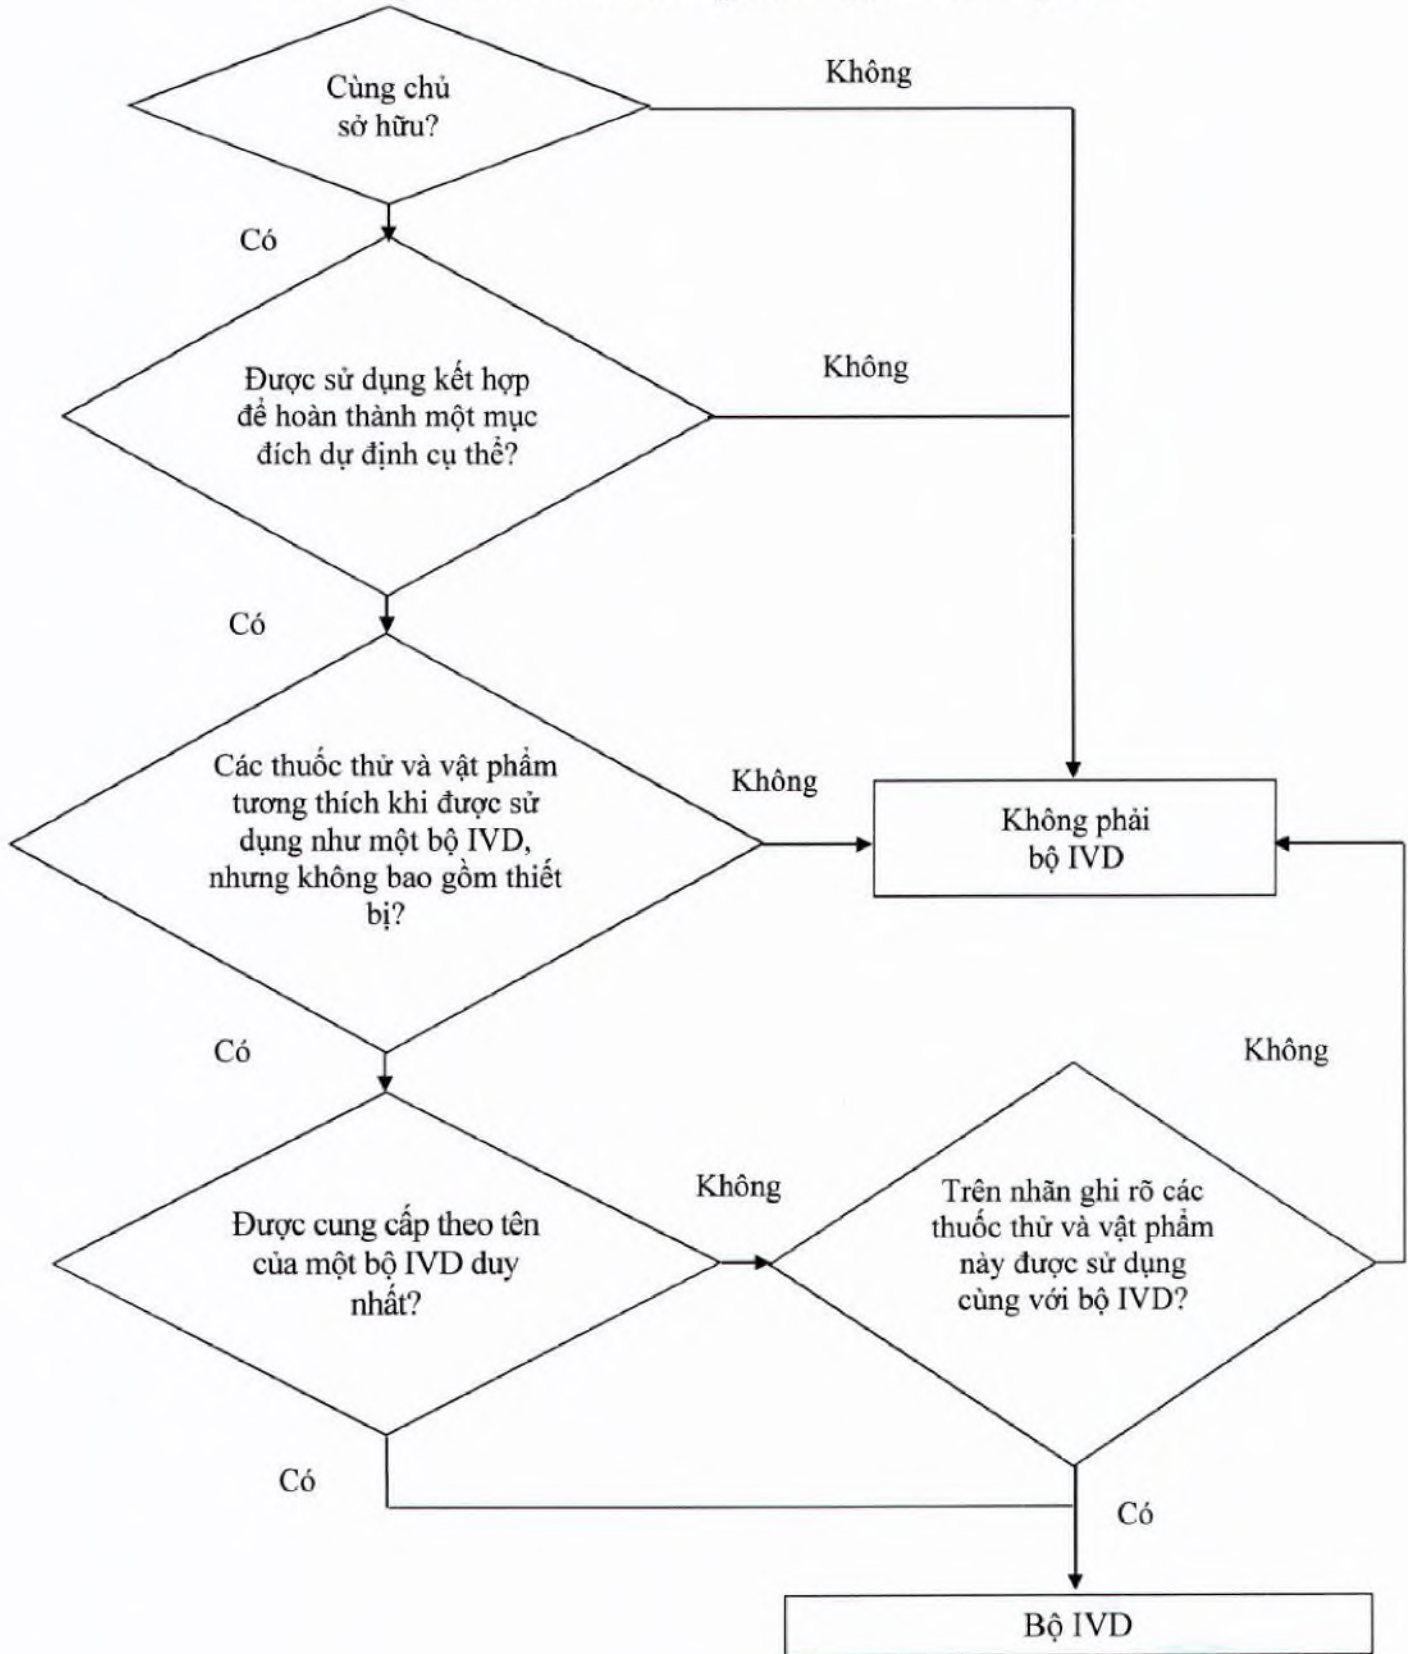 Cùng chủ
sở hữu?
Không
Có
Được sử dụng kết hợp
để hoàn thành một mục
đích dự định cụ thể?
Không
Có
Các thuốc thử và vật phẩm
tương thích khi được sử
dụng như một bộ IVD,
nhưng không bao gồm thiết
bị?
Không
Không phải
bộ IVD
Có
Được cung cấp theo tên
của một bộ IVD duy
nhất?
Không
Trên nhãn ghi rõ các
thuốc thử và vật phẩm
này được sử dụng
cùng với bộ IVD?
Không
Có
Có
Bộ IVD